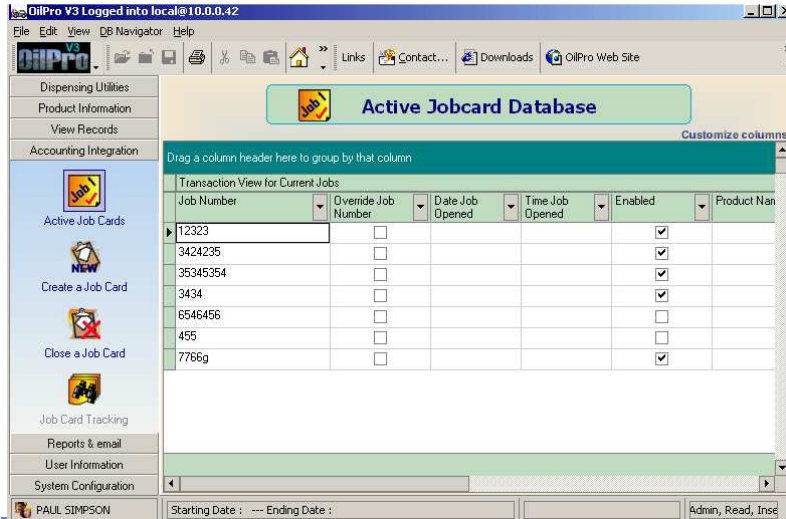 OilPro V3 Logged into local@10.0.0.42
File Edit View DB Navigator Help
V3
OilPro
Links Contact... Downloads OilPro Web Site
Dispensing Utilities
Product Information
View Records
Accounting Integration
Job!
Active Job Cards
NEW
Create a Job Card
Close a Job Card
Job Card Tracking
Reports & email
User Information
System Configuration
Job!
Active Jobcard Database
Customize columns
Drag a column header here to group by that column
Transaction View for Current Jobs
Job Number Override Job Number Date Job Opened Time Job Opened Enabled Product Nam
12323
3424235
35345354
3434
6546456
455
7766g
PAUL SIMPSON Starting Date : --- Ending Date : Admin, Read, Inse